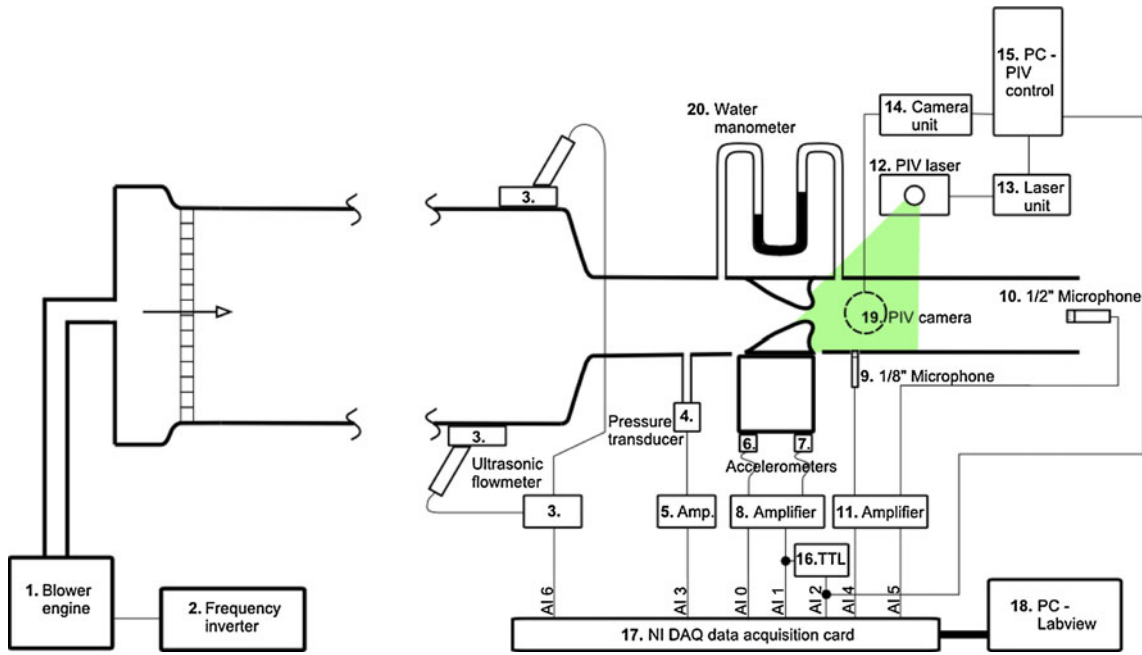 15. PC -
PIV
control
14. Camera
unit
20. Water
manometer
12. PIV laser
13. Laser
unit
3.
10. 1/2" Microphone
19. PIV camera
9. 1/8" Microphone
4.
Pressure
transducer
3.
6.
7.
Accelerometers
Ultrasonic
flowmeter
3.
5. Amp.
8. Amplifier
11. Amplifier
16.TTL
AI 6
AI 3
AI 0
AI 1
AI 2
AI 4
AI 5
1. Blower
engine
2. Frequency
inverter
17. NI DAQ data acquisition card
18. PC -
Labview